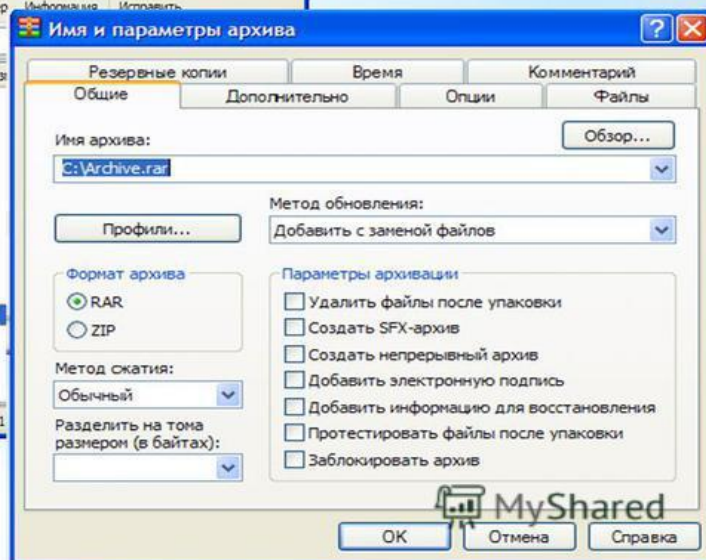 Информация Исправить
Имя и параметры архива
Резервные копии Время Комментарий
Общие Дополнительно Опции Файлы
Имя архива:
Обзор...
C:\Archive.rar
Метод обновления:
Профили...
Добавить с заменой файлов
Формат архива
RAR
ZIP
Метод сжатия:
Обычный
Разделить на тома
размером (в байтах):
Параметры архивации
Удалить файлы после упаковки
Создать SFX-архив
Создать непрерывный архив
Добавить электронную подпись
Добавить информацию для восстановления
Протестировать файлы после упаковки
Заблокировать архив
MyShared
OK Отмена Справка